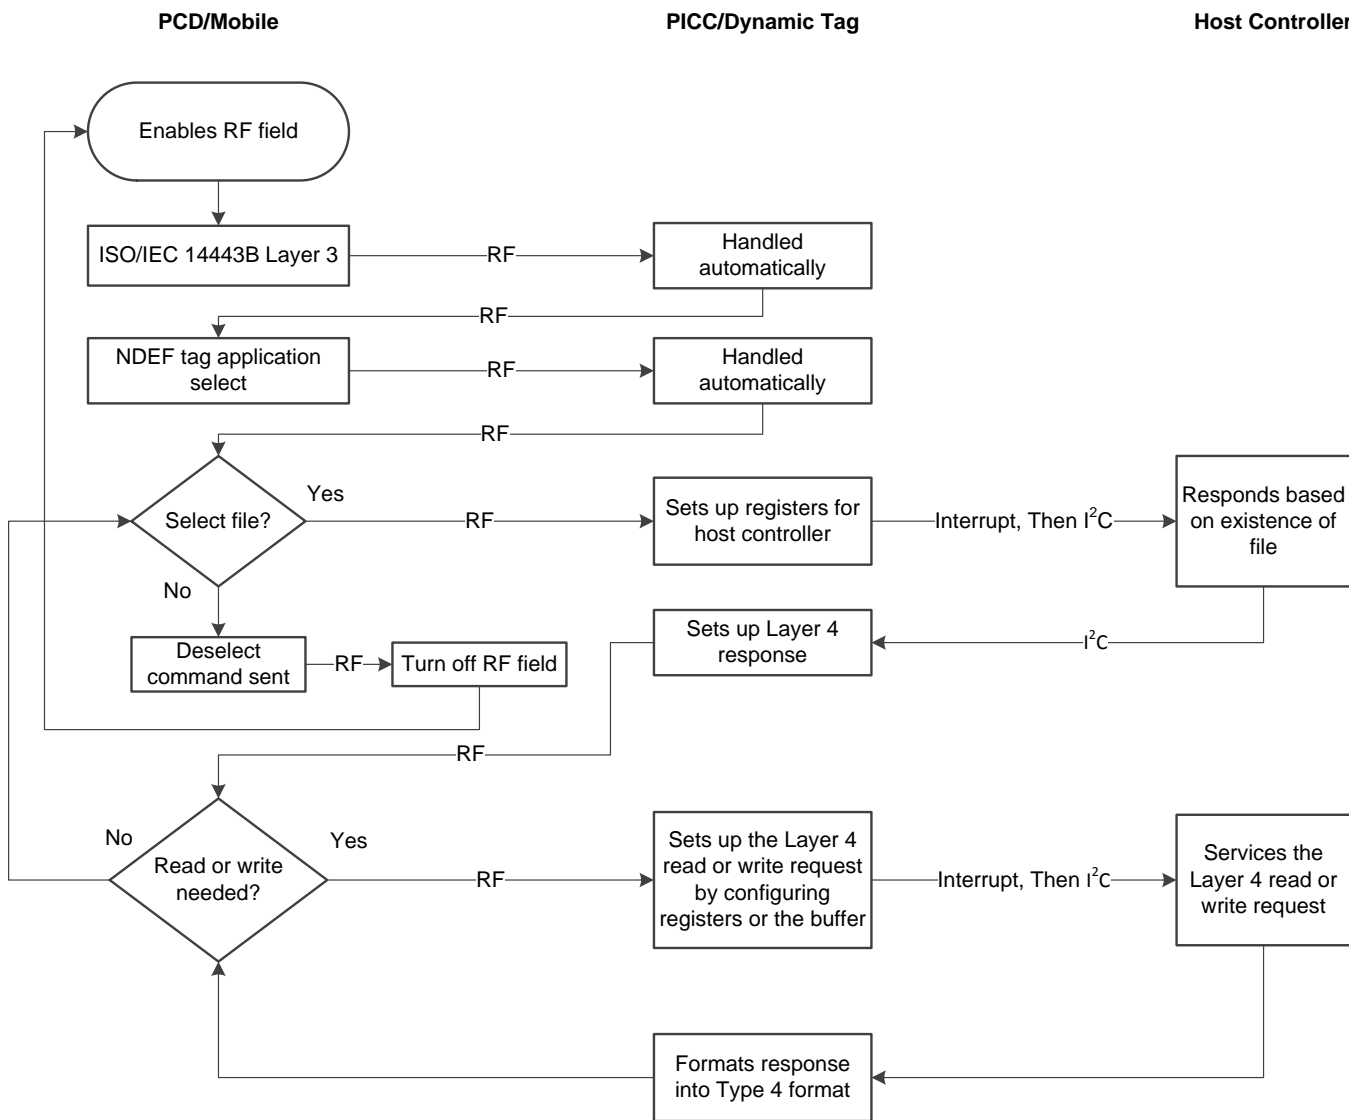 PCD/Mobile
PICC/Dynamic Tag
Host Controller
Enables RF field
ISO/IEC 14443B Layer 3
RF
Handled
automatically
RF
NDEF tag application
select
RF
Handled
automatically
RF
Select file?
Yes
RF
Sets up registers for
host controller
Interrupt, Then I²C
Responds based
on existence of
file
No
Deselect
command sent
RF
Turn off RF field
Sets up Layer 4
response
I²C
RF
Read or write
needed?
No
Yes
RF
Sets up the Layer 4
read or write request
by configuring
registers or the buffer
Interrupt, Then I²C
Services the
Layer 4 read or
write request
Formats response
into Type 4 format